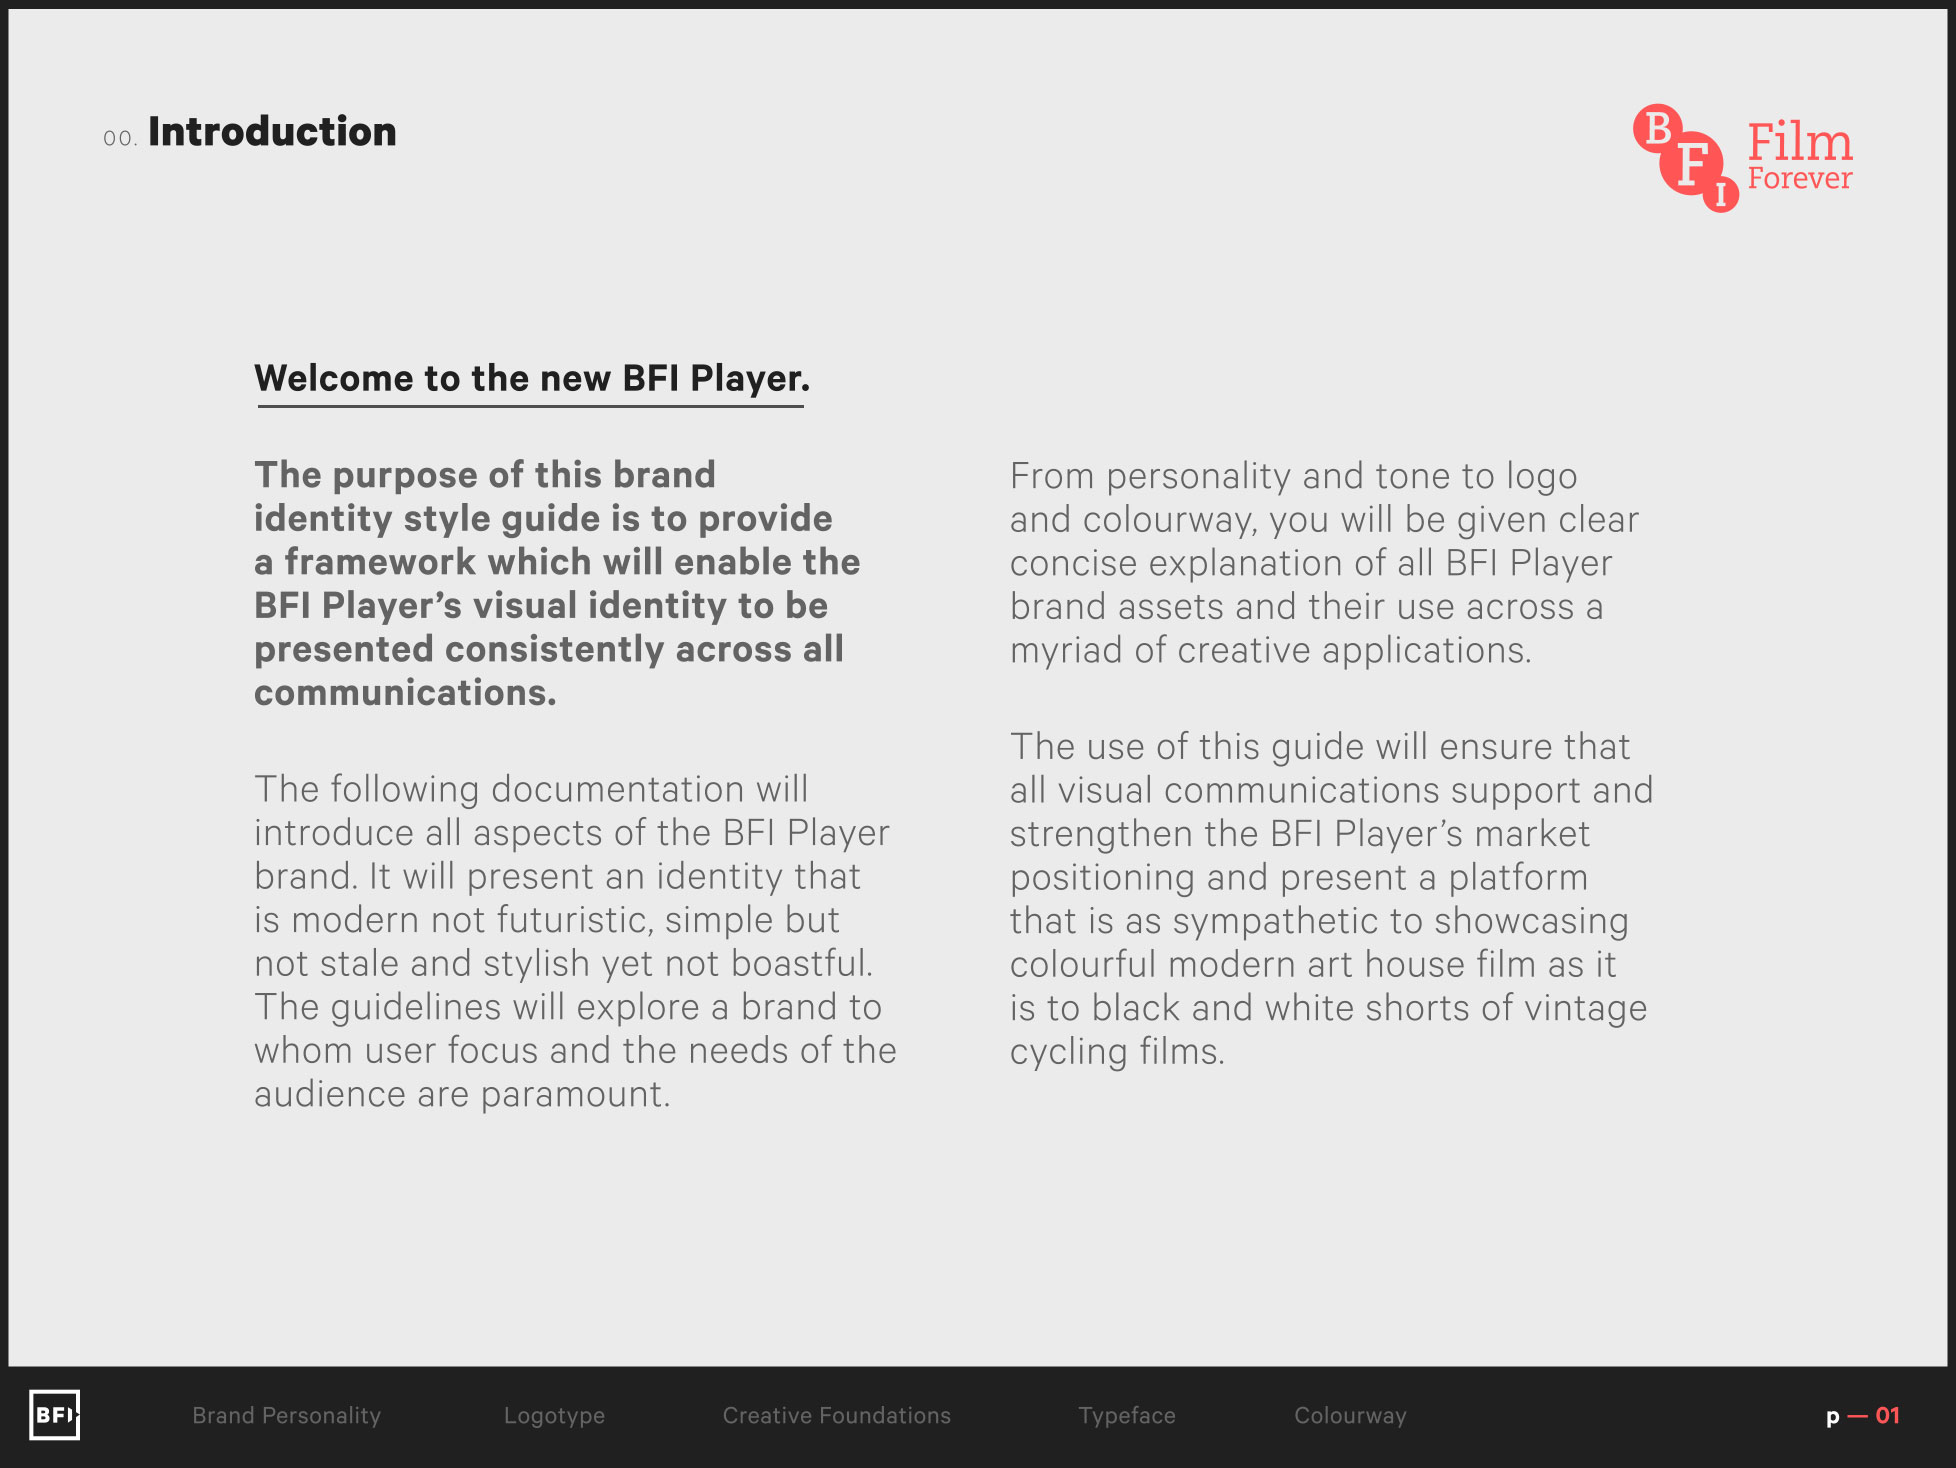 00. Introduction
B
F
I
Film
Forever
Welcome to the new BFI Player.
The purpose of this brand
identity style guide is to provide
a framework which will enable the
BFI Player’s visual identity to be
presented consistently across all
communications.
The following documentation will
introduce all aspects of the BFI Player
brand. It will present an identity that
is modern not futuristic, simple but
not stale and stylish yet not boastful.
The guidelines will explore a brand to
whom user focus and the needs of the
audience are paramount.
From personality and tone to logo
and colourway, you will be given clear
concise explanation of all BFI Player
brand assets and their use across a
myriad of creative applications.
The use of this guide will ensure that
all visual communications support and
strengthen the BFI Player’s market
positioning and present a platform
that is as sympathetic to showcasing
colourful modern art house film as it
is to black and white shorts of vintage
cycling films.
BFI
Brand Personality
Logotype
Creative Foundations
Typeface
Colourway
p — 01